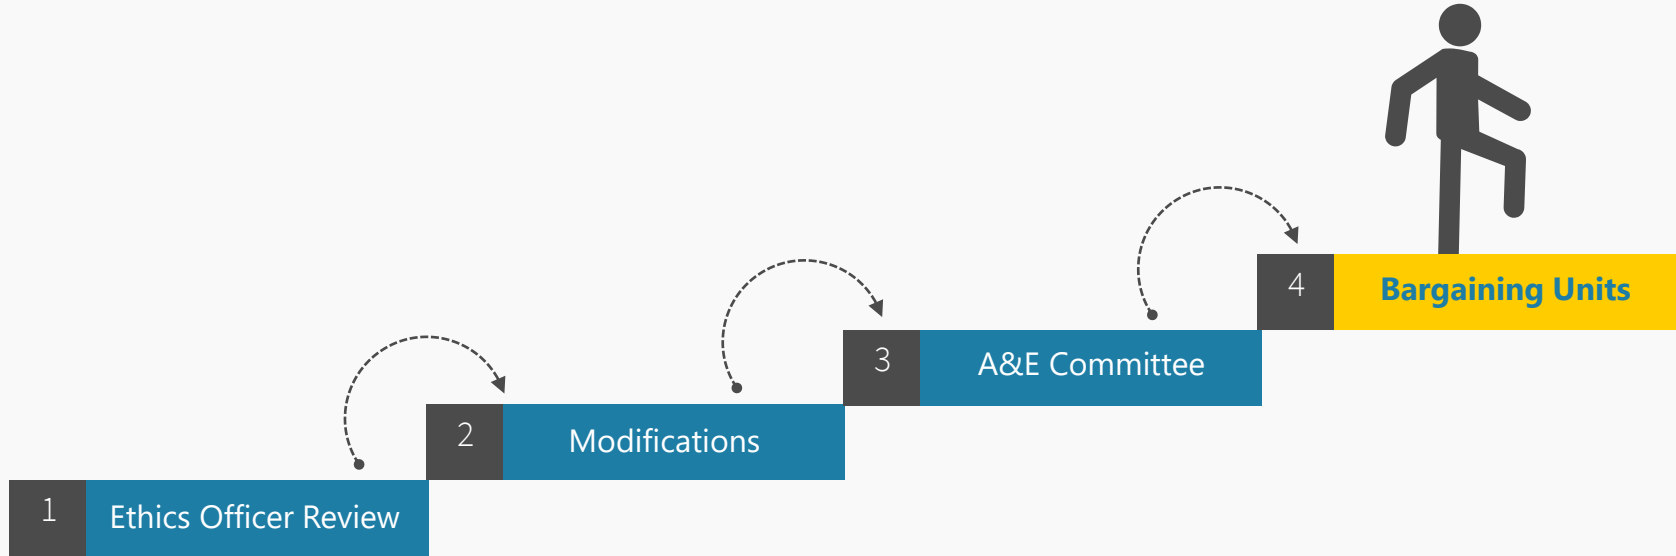 1 Ethics Officer Review
2 Modifications
3 A&E Committee
4 Bargaining Units